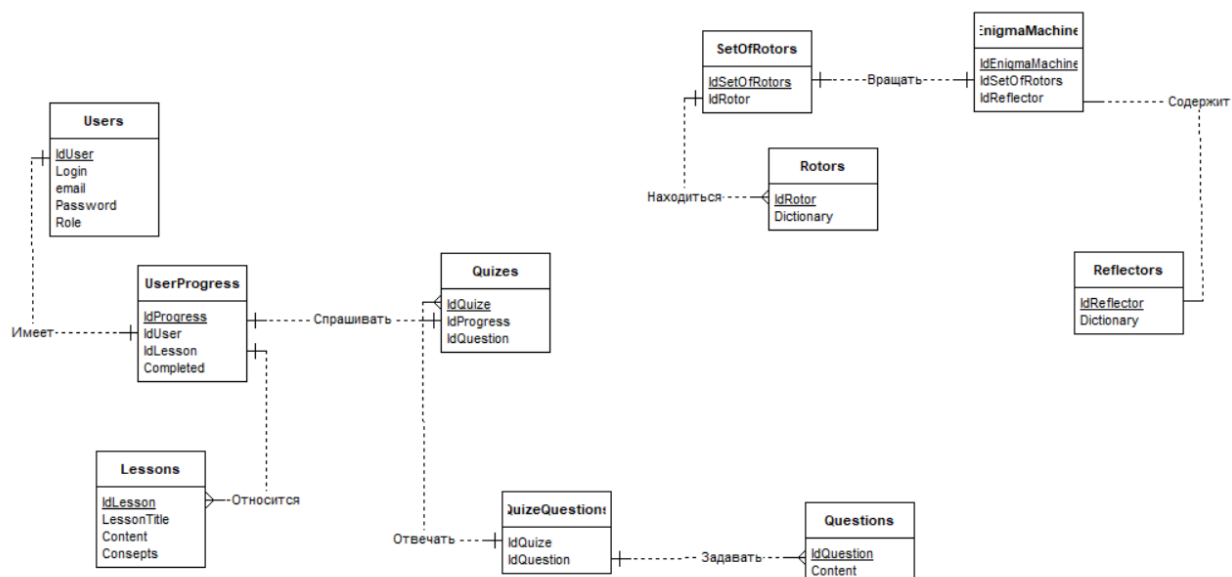 Users
IdUser
Login
email
Password
Role
Имеет
UserProgress
IdProgress
IdUser
IdLesson
Completed
Спрашивать
Quizes
IdQuize
IdProgress
IdQuestion
Lessons
IdLesson
LessonTitle
Content
Consepts
Относится
Отвечать
QuizeQuestions
IdQuize
IdQuestion
Задавать
Questions
IdQuestion
Content
SetOfRotors
IdSetOfRotors
IdRotor
Вращать
EnigmaMachine
IdEnigmaMachine
IdSetOfRotors
IdReflector
Содержит
Находиться
Rotors
IdRotor
Dictionary
Reflectors
IdReflector
Dictionary